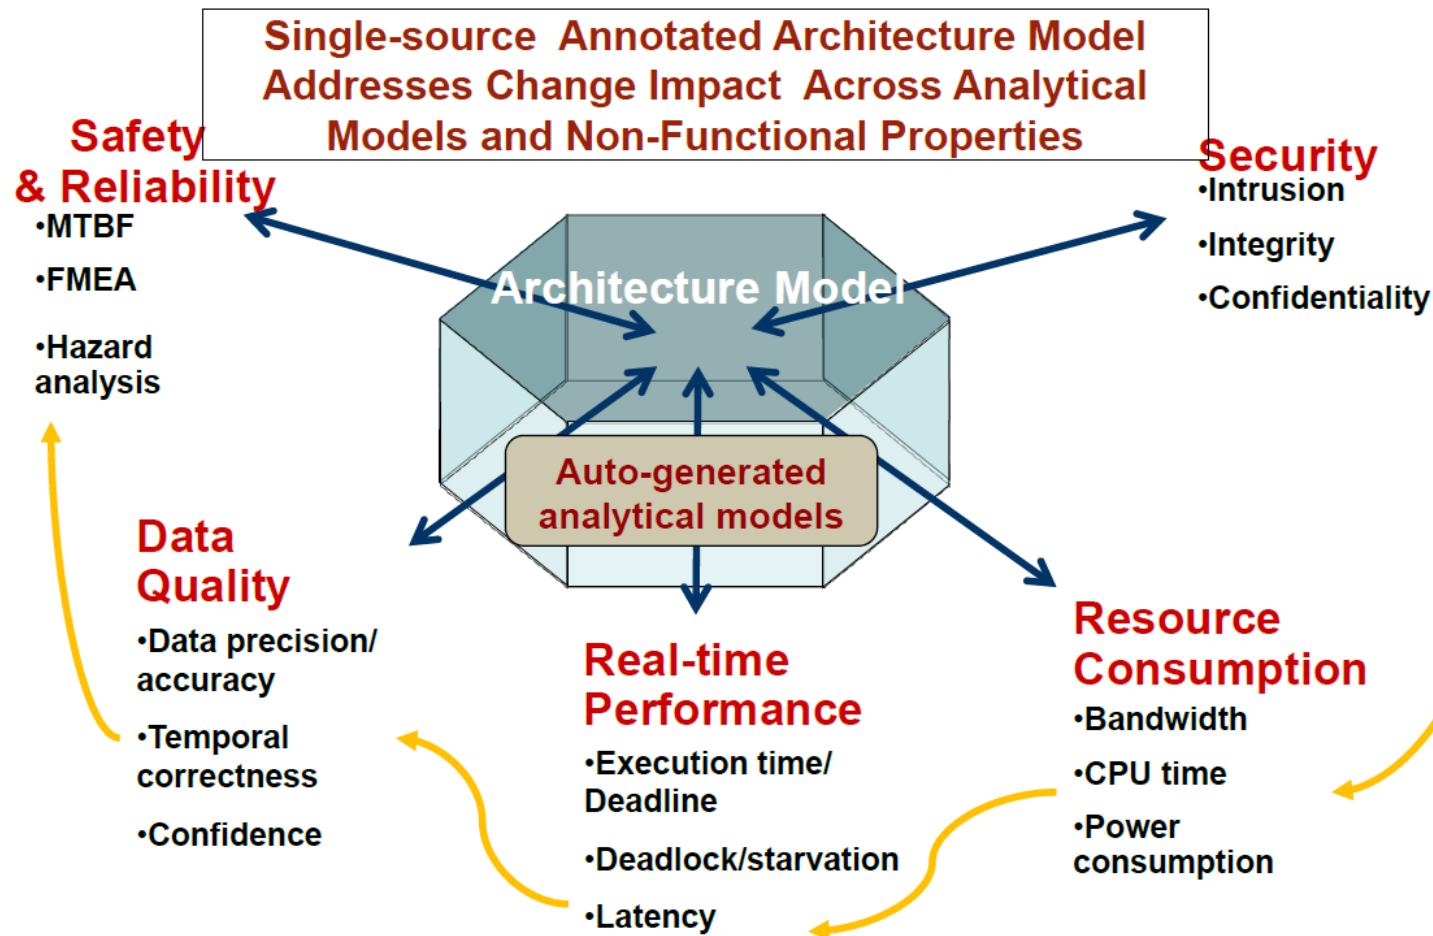 Single-source Annotated Architecture Model
Addresses Change Impact Across Analytical
Models and Non-Functional Properties
Safety
& Reliability
•MTBF
•FMEA
•Hazard
analysis
Security
•Intrusion
•Integrity
•Confidentiality
Architecture Model
Auto-generated
analytical models
Data
Quality
•Data precision/
accuracy
•Temporal
correctness
•Confidence
Real-time
Performance
•Execution time/
Deadline
•Deadlock/starvation
•Latency
Resource
Consumption
•Bandwidth
•CPU time
•Power
consumption